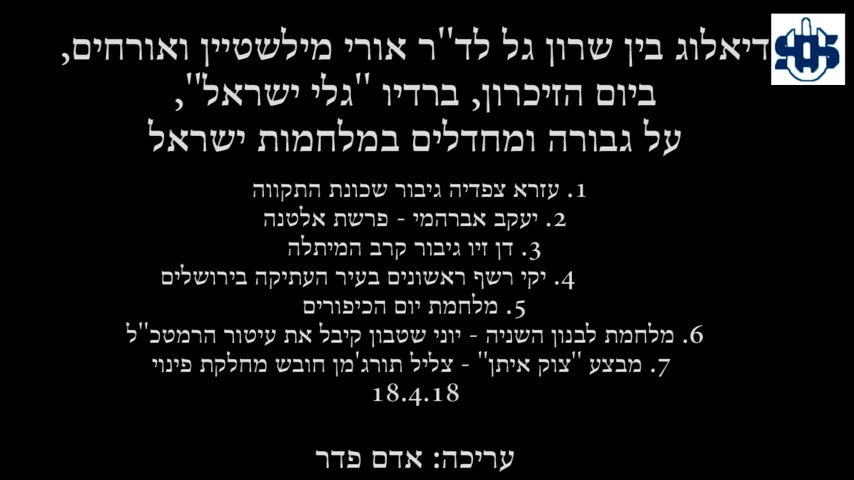 דיאלוג בין שרון גל לד"ר אורי מילשטיין ואורחים,
ביום הזיכרון, ברדיו "גלי ישראל",
על גבורה ומחדלים במלחמות ישראל
1. עזרא צפדיה גיבור שכונת התקווה
2. יעקב אברהמי - פרשת אלטנה
3. דן זיו גיבור קרב המיתלה
4. יקי רשף ראשונים בעיר העתיקה בירושלים
5. מלחמת יום הכיפורים
6. מלחמת לבנון השניה - יוני שטבון קיבל את עיטור הרמטכ"ל
7. מבצע "צוק איתן" - צליל תורג'מן חובש מחלקת פינוי
18.4.18
עריכה: אדם פדר